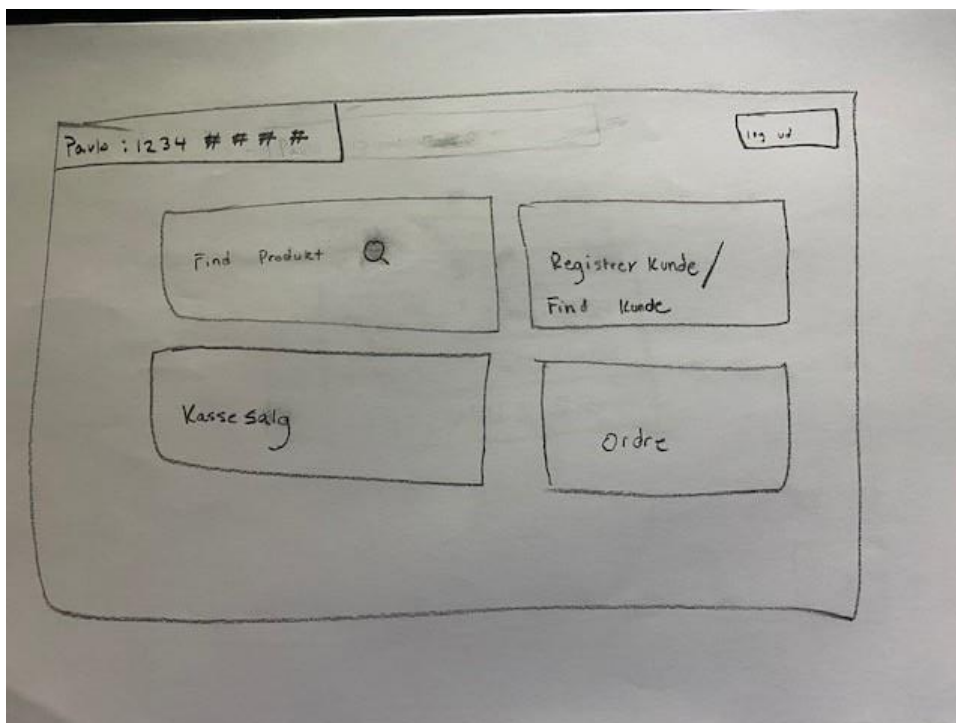 Pavlo : 1234 # # # #
log ud
Find Produkt
Registrer Kunde /
Find Kunde
Kasse salg
Ordre